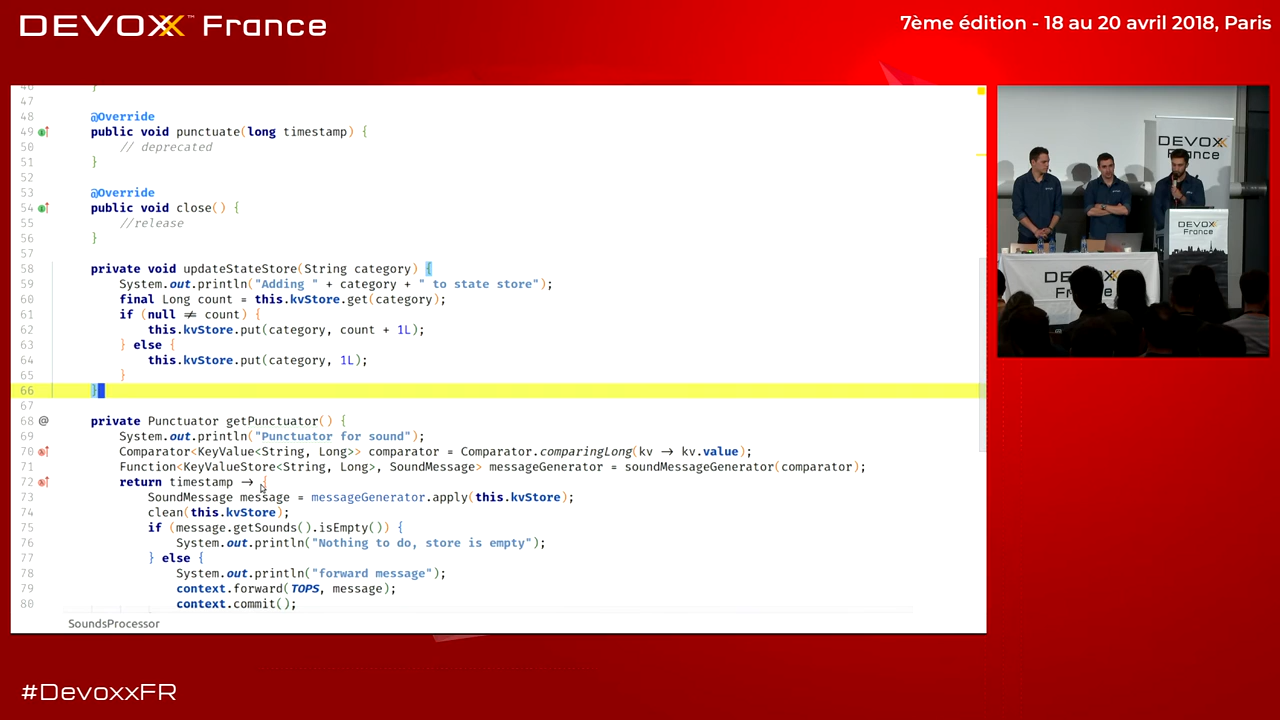 DEVOXX™ France
7ème édition - 18 au 20 avril 2018, Paris
47
48 @Override
49 public void punctuate(long timestamp) {
50 // deprecated
51 }
52
53 @Override
54 public void close() {
55 //release
56 }
57
58 private void updateStateStore(String category) {
59 System.out.println("Adding " + category + " to state store");
60 final Long count = this.kvStore.get(category);
61 if (null ≠ count) {
62 this.kvStore.put(category, count + 1L);
63 } else {
64 this.kvStore.put(category, 1L);
65 }
66 }
67
68 @ private Punctuator getPunctuator() {
69 System.out.println("Punctuator for sound");
70 Comparator<KeyValue<String, Long>> comparator = Comparator.comparingLong(kv → kv.value);
71 Function<KeyValueStore<String, Long>, SoundMessage> messageGenerator = soundMessageGenerator(comparator);
72 return timestamp → {
73 SoundMessage message = messageGenerator.apply(this.kvStore);
74 clean(this.kvStore);
75 if (message.getSounds().isEmpty()) {
76 System.out.println("Nothing to do, store is empty");
77 } else {
78 System.out.println("forward message");
79 context.forward(TOPS, message);
80 context.commit();
SoundsProcessor
DEVOXX
France
DEVOXX
France
DEVOXX
France
#DevoxxFR